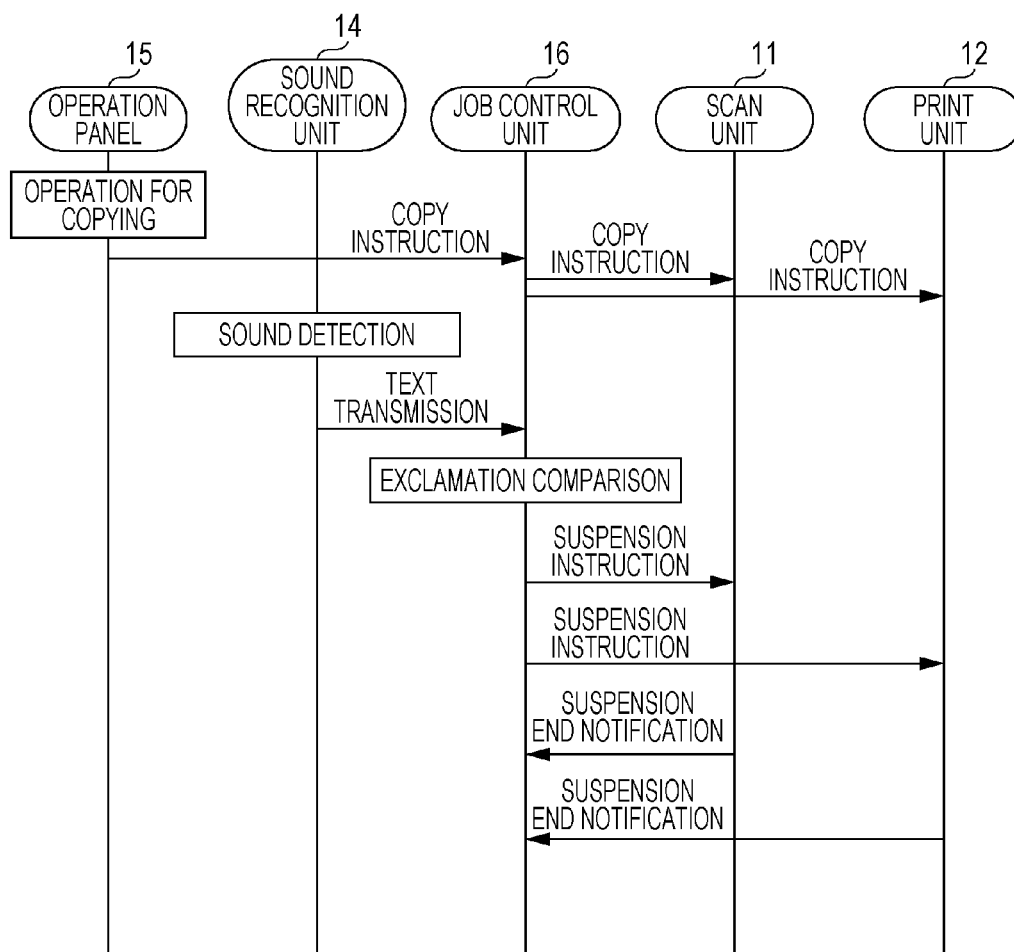 15
14
16
11
12
OPERATION
PANEL
SOUND
RECOGNITION
UNIT
JOB CONTROL
UNIT
SCAN
UNIT
PRINT
UNIT
OPERATION FOR
COPYING
COPY
INSTRUCTION
COPY
INSTRUCTION
COPY
INSTRUCTION
SOUND DETECTION
TEXT
TRANSMISSION
EXCLAMATION COMPARISON
SUSPENSION
INSTRUCTION
SUSPENSION
INSTRUCTION
SUSPENSION
END NOTIFICATION
SUSPENSION
END NOTIFICATION